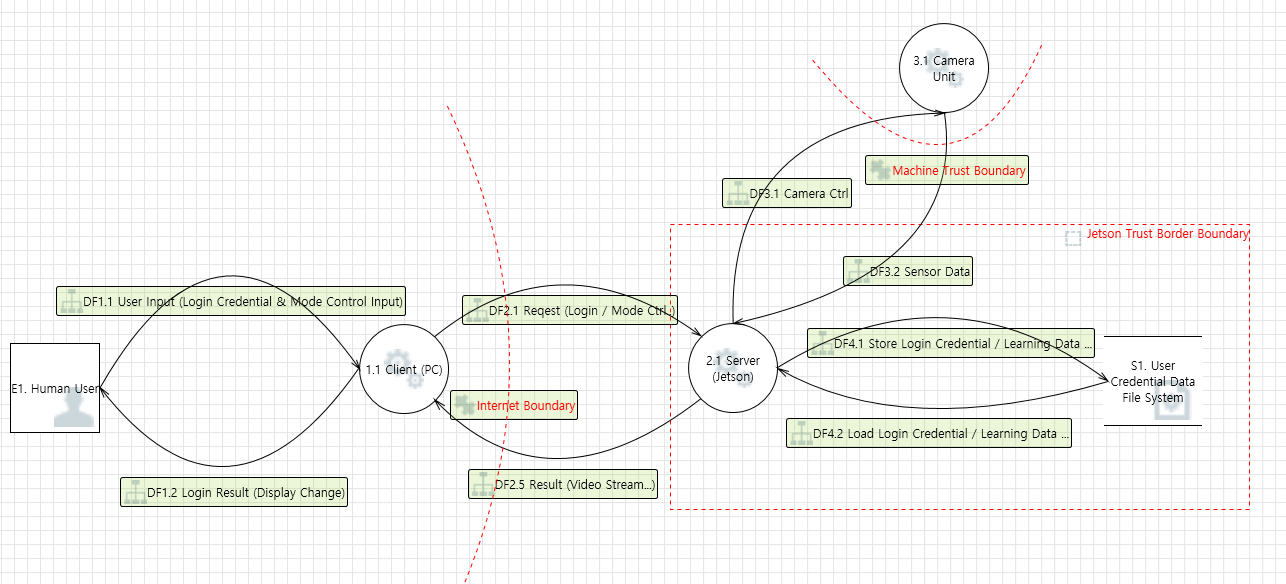 3.1 Camera
Unit
Machine Trust Boundary
DF3.1 Camera Ctrl
Jetson Trust Border Boundary
DF3.2 Sensor Data
DF1.1 User Input (Login Credential & Mode Control Input)
DF2.1 Reqest (Login / Mode Ctrl..)
DF4.1 Store Login Credential / Learning Data ...
E1. Human User
1.1 Client (PC)
2.1 Server
(Jetson)
S1. User
Credential Data
File System
Internet Boundary
DF4.2 Load Login Credential / Learning Data ...
DF1.2 Login Result (Display Change)
DF2.5 Result (Video Stream...)